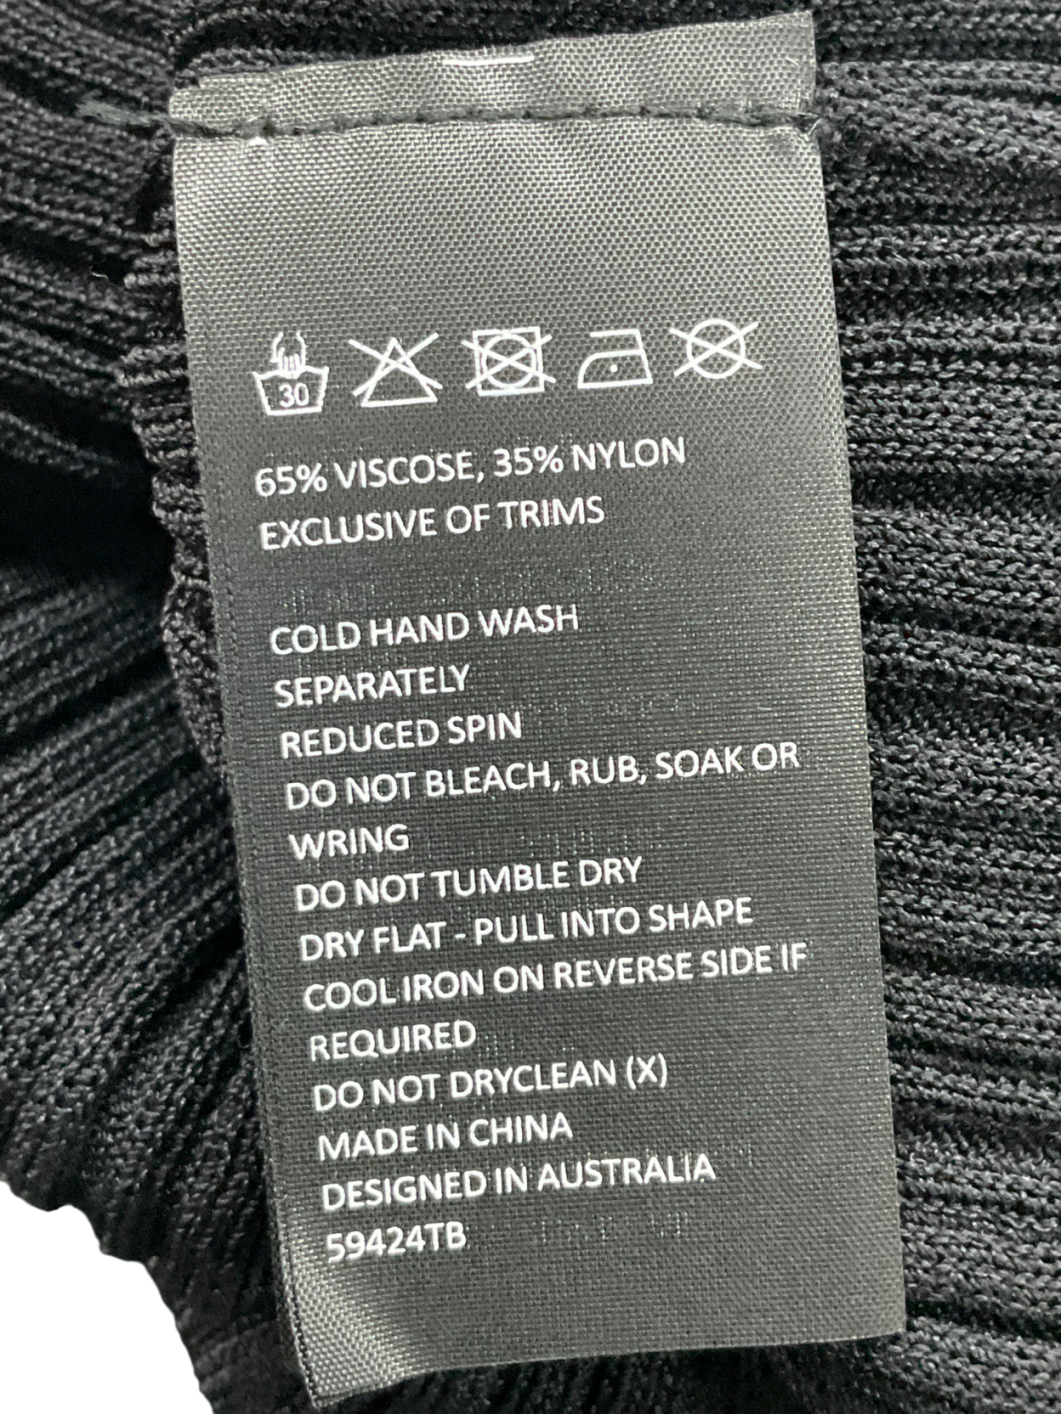 30
65% VISCOSE, 35% NYLON
EXCLUSIVE OF TRIMS
COLD HAND WASH
SEPARATELY
REDUCED SPIN
DO NOT BLEACH, RUB, SOAK OR
WRING
DO NOT TUMBLE DRY
DRY FLAT - PULL INTO SHAPE
COOL IRON ON REVERSE SIDE IF
REQUIRED
DO NOT DRYCLEAN (X)
MADE IN CHINA
DESIGNED IN AUSTRALIA
59424TB